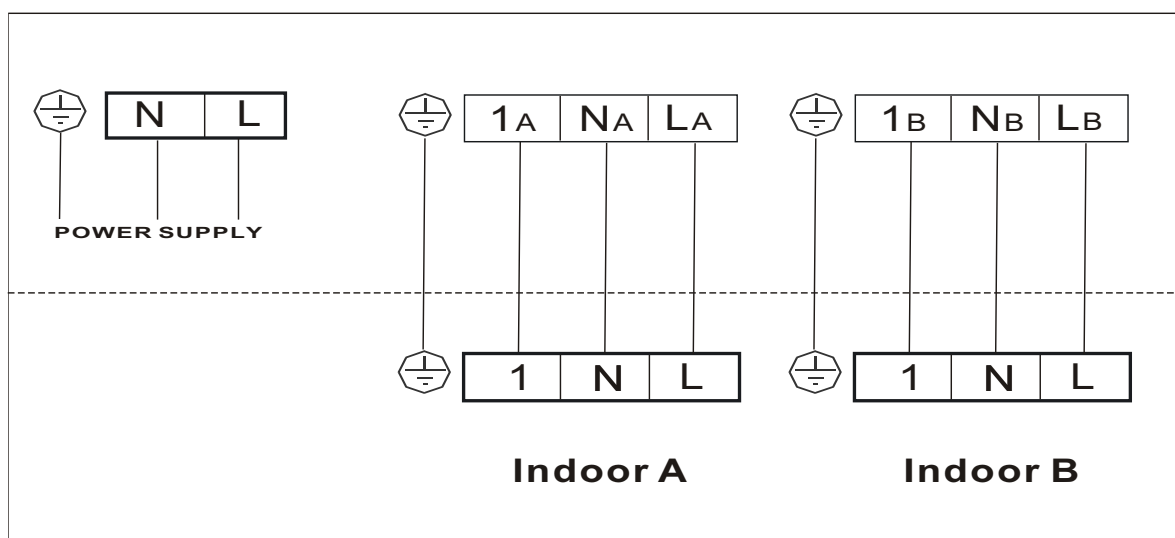 N L
1A NA LA
1B NB LB
POWER SUPPLY
1 N L
1 N L
Indoor A
Indoor B